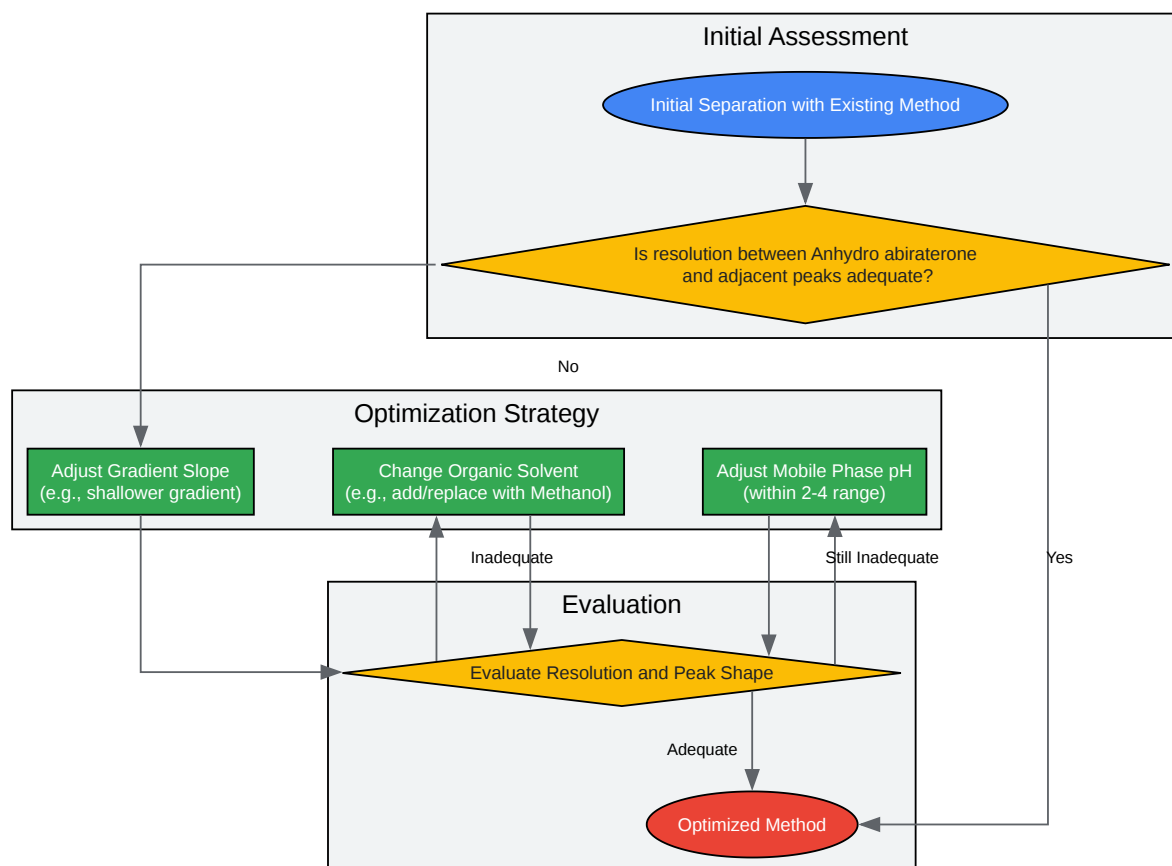 Initial Assessment
Initial Separation with Existing Method
Is resolution between Anhydro abiraterone
and adjacent peaks adequate?
No
Optimization Strategy
Adjust Gradient Slope
(e.g., shallower gradient)
Change Organic Solvent
(e.g., add/replace with Methanol)
Adjust Mobile Phase pH
(within 2-4 range)
Inadequate
Still Inadequate
Yes
Evaluation
Evaluate Resolution and Peak Shape
Adequate
Optimized Method